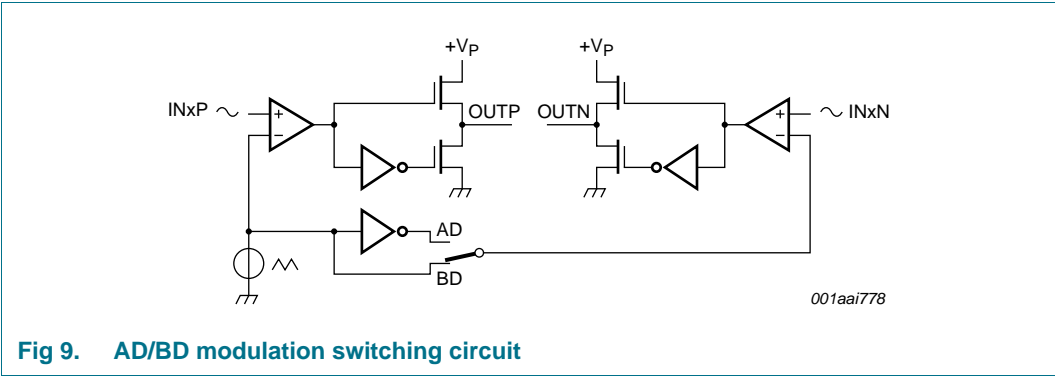 +VP +VP
INxP + OUTP OUTN + INxN
− −
AD
BD
001aai778
Fig 9. AD/BD modulation switching circuit